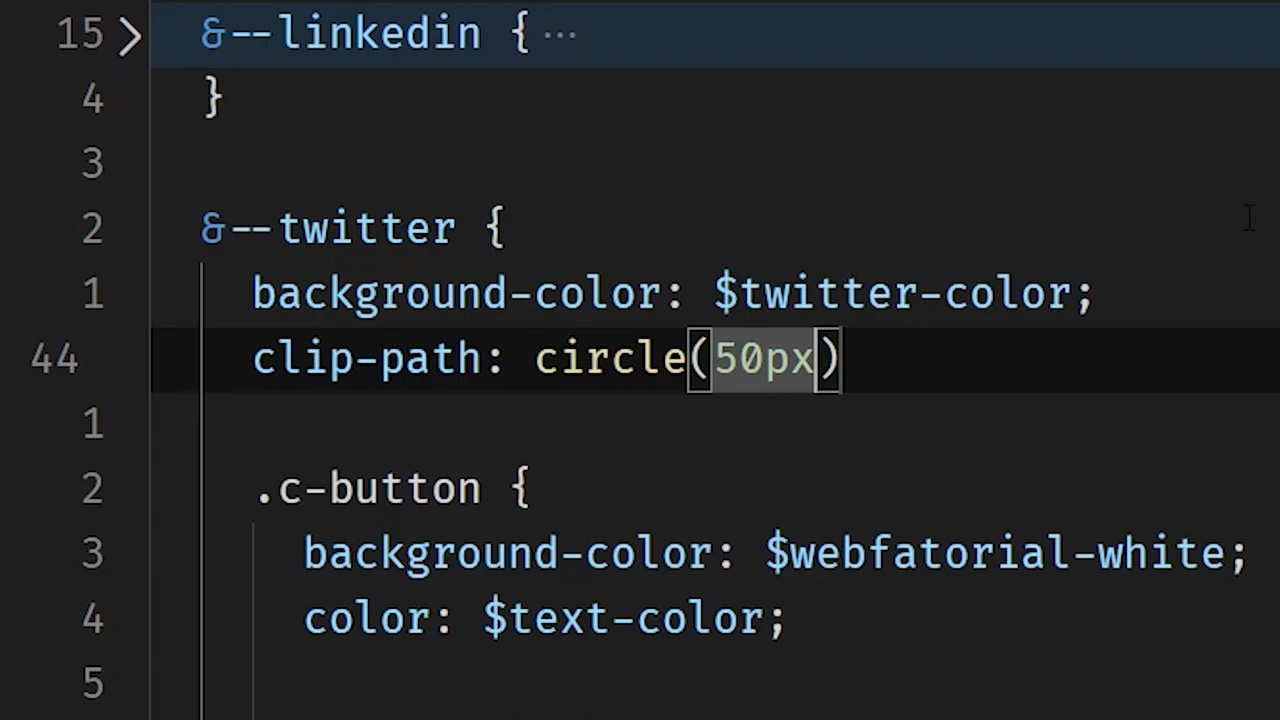 15 > &--linkedin { ···
4 }
3
2 &--twitter {
1 background-color: $twitter-color;
44 clip-path: circle(50px)
1
2 .c-button {
3 background-color: $webfatorial-white;
4 color: $text-color;
5